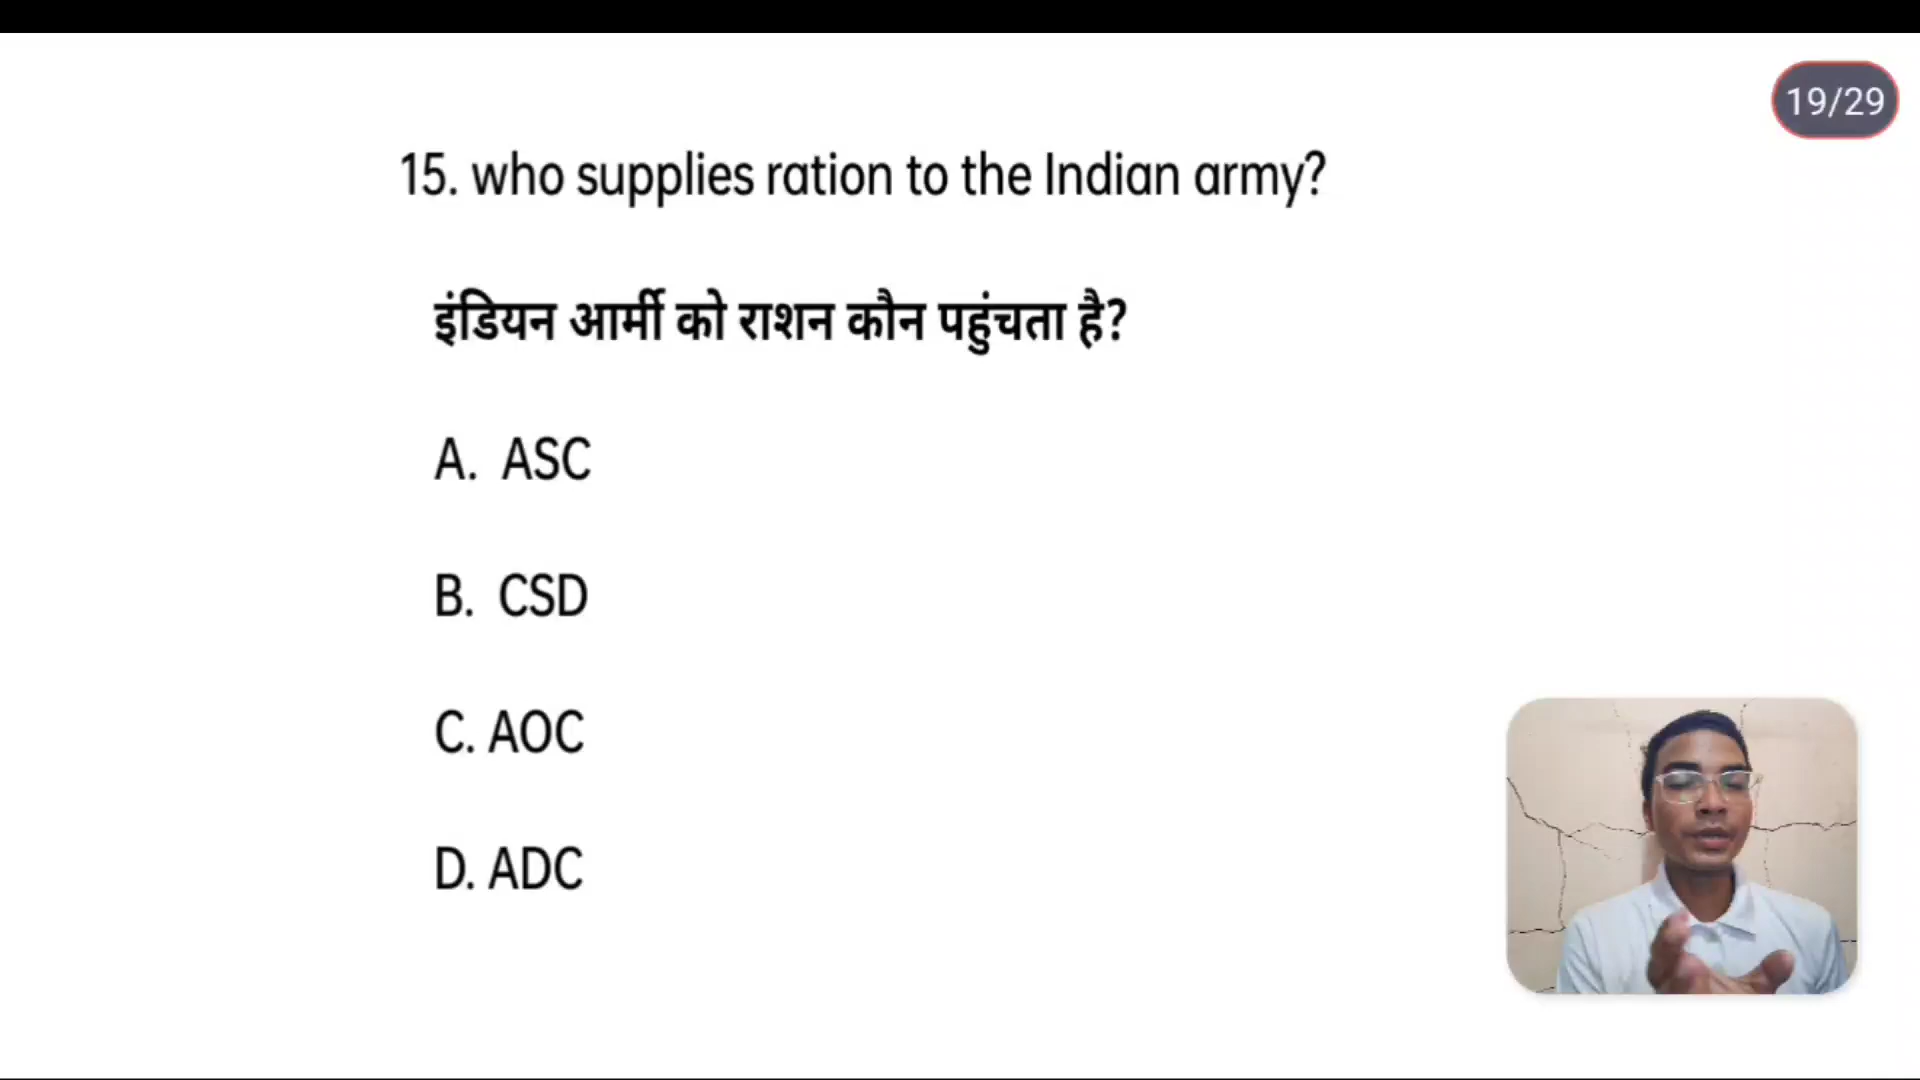 19/29
15. who supplies ration to the Indian army?
इंडियन आर्मी को राशन कौन पहुंचता है?
A. ASC
B. CSD
C. AOC
D. ADC